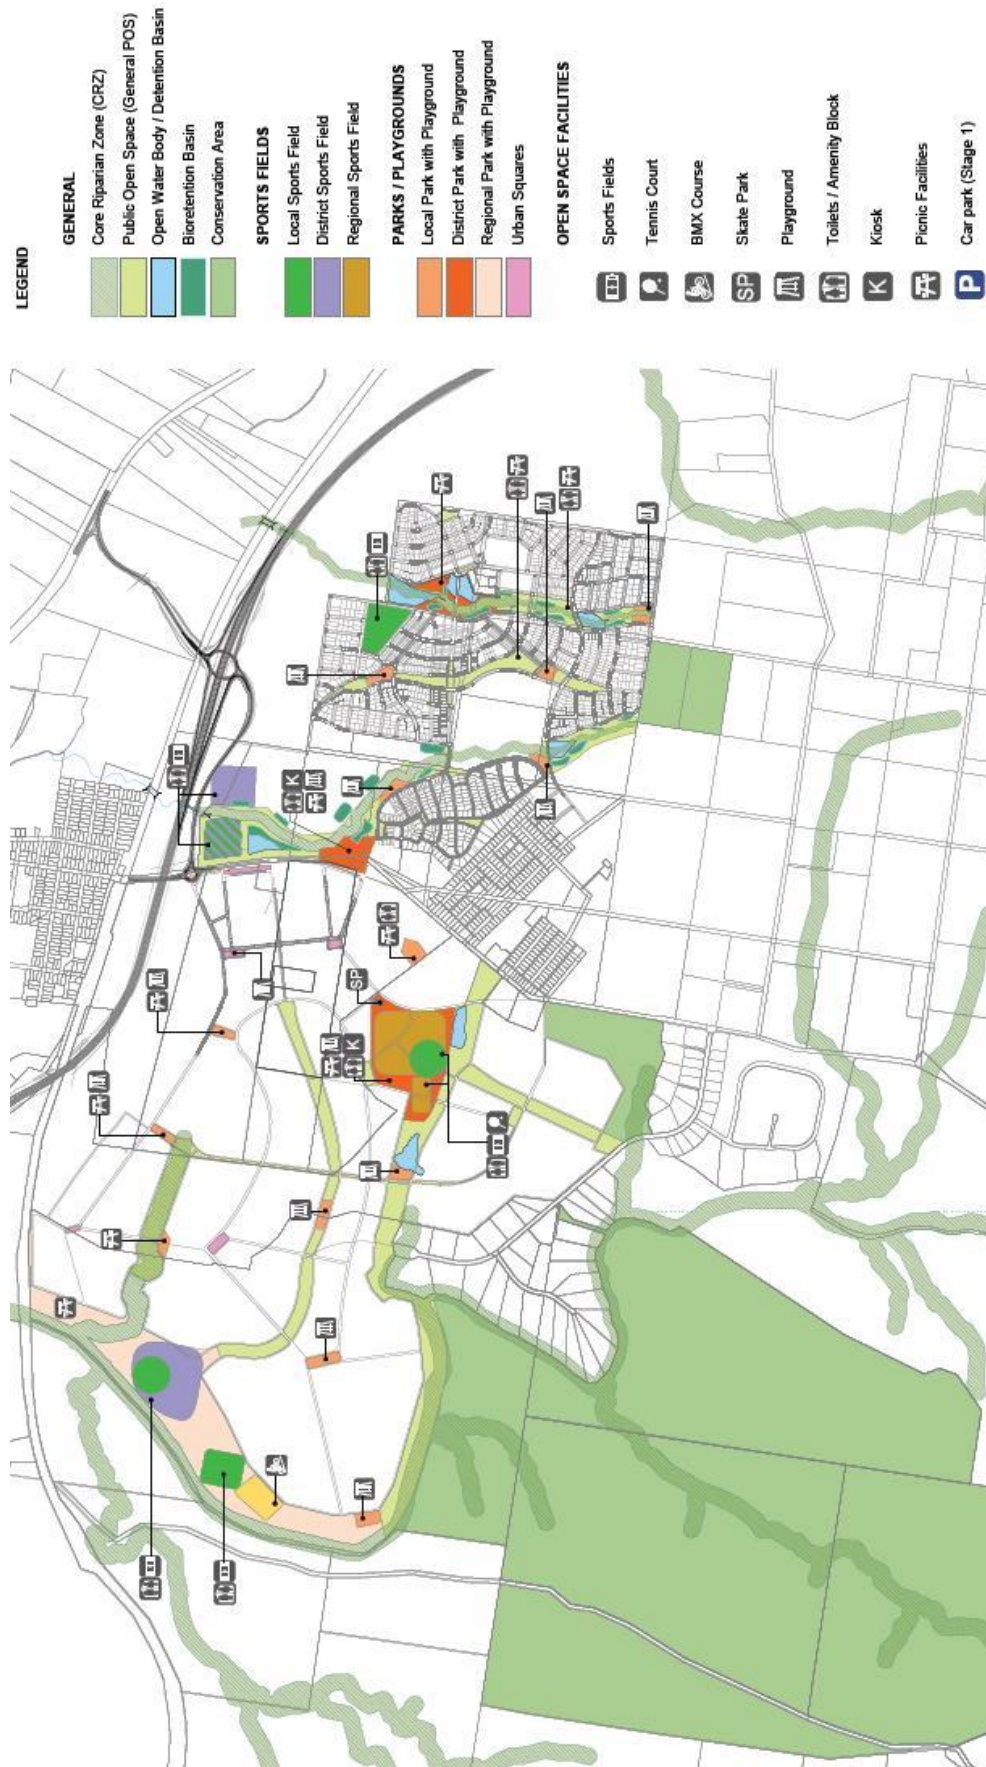 LEGEND
GENERAL
Core Riparian Zone (CRZ)
Public Open Space (General POS)
Open Water Body / Detention Basin
Bioretention Basin
Conservation Area
SPORTS FIELDS
Local Sports Field
District Sports Field
Regional Sports Field
PARKS / PLAYGROUNDS
Local Park with Playground
District Park with Playground
Regional Park with Playground
Urban Squares
OPEN SPACE FACILITIES
Sports Fields
Tennis Court
BMX Course
SP Skate Park
Playground
Toilets / Amenity Block
K Kiosk
Picnic Facilities
P Car park (Stage 1)
K
SP
K